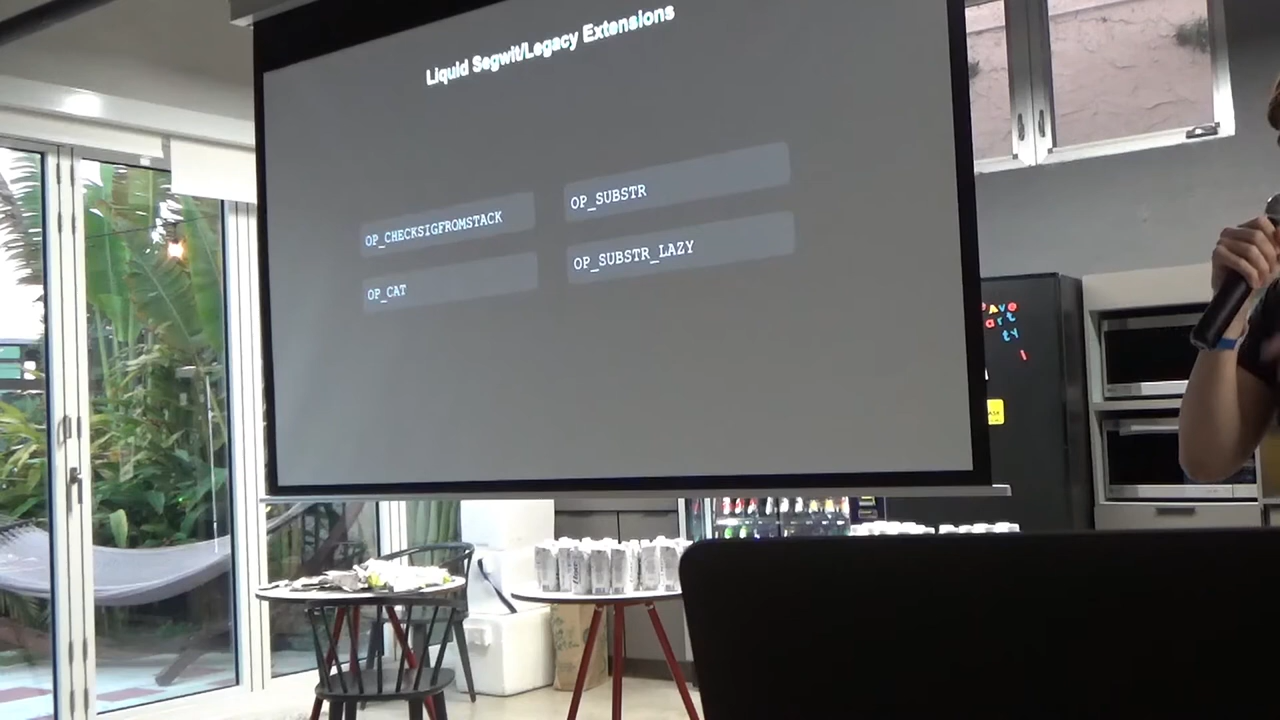 Liquid Segwit/Legacy Extensions
OP_CHECKSIGFROMSTACK
OP_CAT
OP_SUBSTR
OP_SUBSTR_LAZY